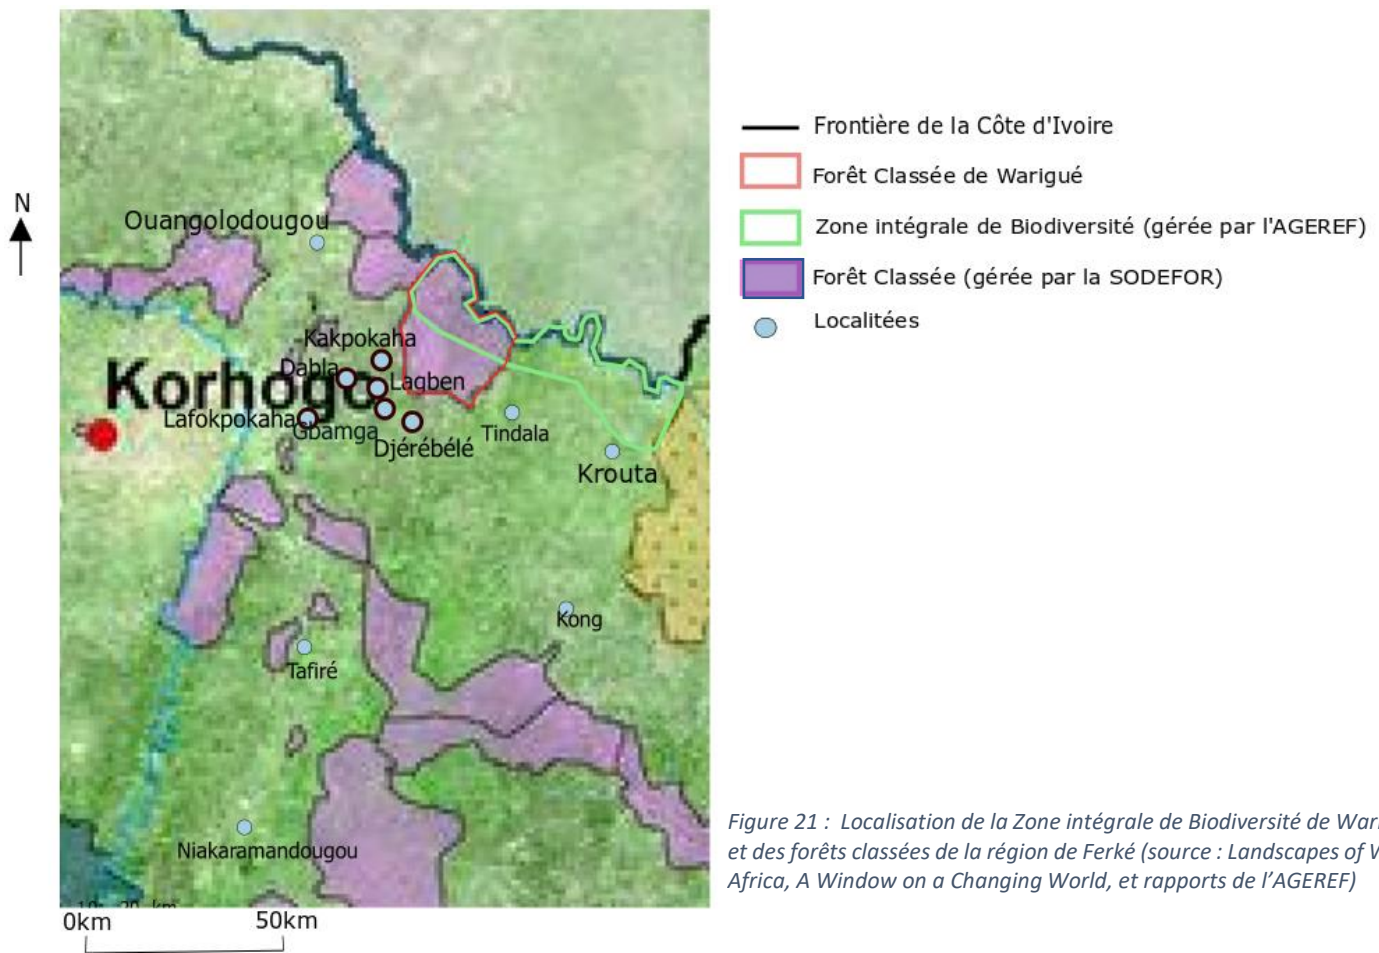 N
Ouangolodougou
Kakpokaha
Dabla
Korhogo
Lagben
Lafokpokaha
Gbamga
Djérébélé
Tindala
Krouta
Kong
Tafiré
Niakaramandougou
0km 50km
Frontière de la Côte d'Ivoire
Forêt Classée de Warigué
Zone intégrale de Biodiversité (gérée par l'AGEREF)
Forêt Classée (gérée par la SODEFOR)
Localitées
Figure 21 : Localisation de la Zone intégrale de Biodiversité de War
et des forêts classées de la région de Ferké (source : Landscapes of W
Africa, A Window on a Changing World, et rapports de l'AGEREF)